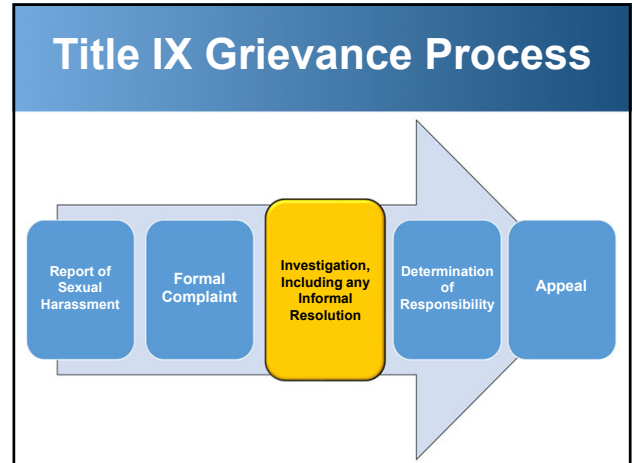 Title IX Grievance Process
Report of
Sexual
Harassment
Formal
Complaint
Investigation,
Including any
Informal
Resolution
Determination
of
Responsibility
Appeal